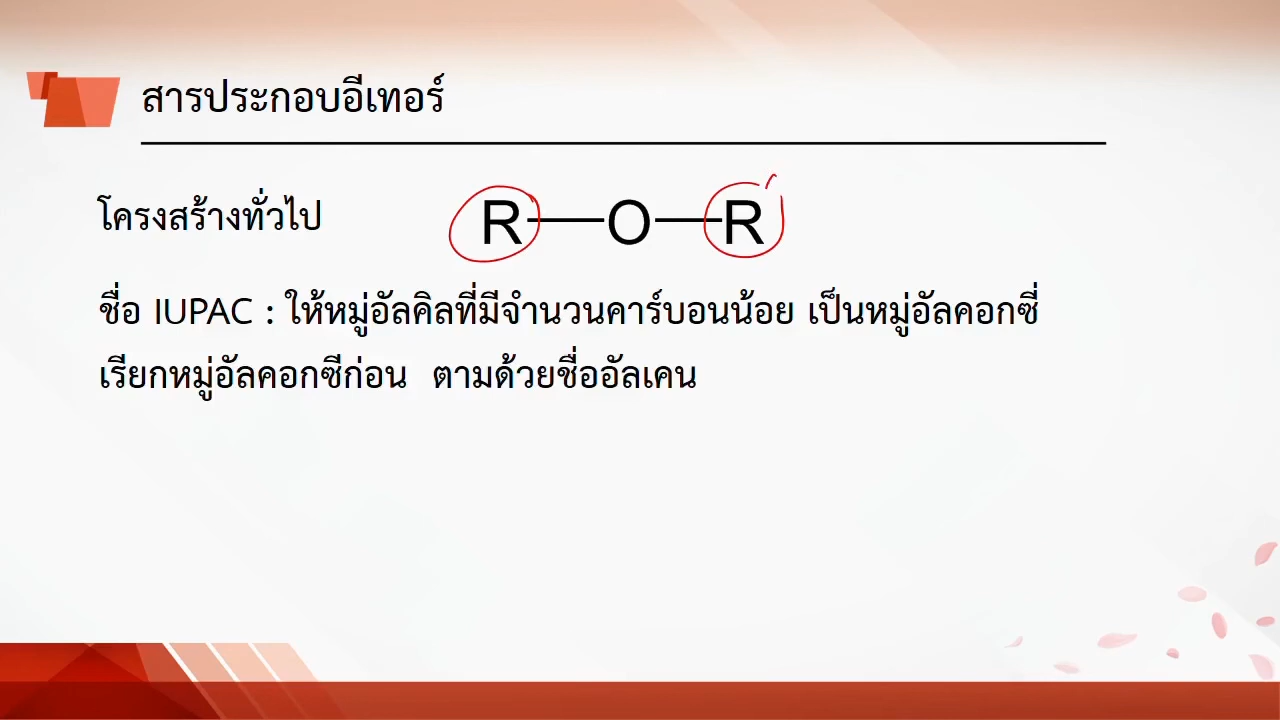 สารประกอบอีเทอร์
โครงสร้างทั่วไป R—O—R′
ชื่อ IUPAC : ให้หมู่อัลคิลที่มีจำนวนคาร์บอนน้อย เป็นหมู่อัลคอกซี่
เรียกหมู่อัลคอกซีก่อน ตามด้วยชื่ออัลเคน